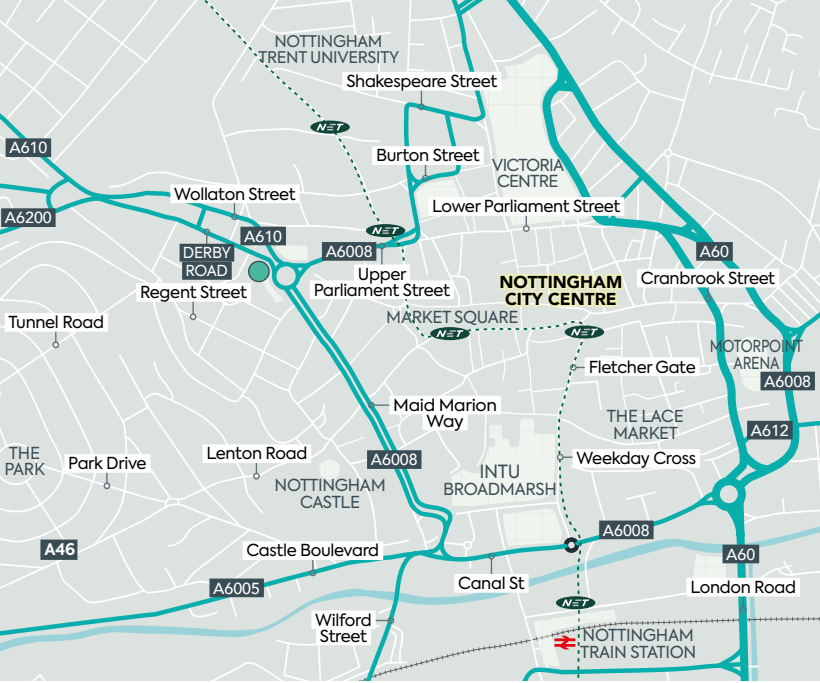 NOTTINGHAM
TRENT UNIVERSITY
Shakespeare Street
NET
A610
Burton Street
VICTORIA
CENTRE
Wollaston Street
Lower Parliament Street
A6200
NET
A610
DERBY
ROAD
A6008
A60
Upper
Parliament Street
NOTTINGHAM
CITY CENTRE
Cranbrook Street
Regent Street
MARKET SQUARE
Tunnel Road
NET
NET
MOTORPOINT
ARENA
Fletcher Gate
A6008
Maid Marion
Way
THE LACE
MARKET
A612
THE
PARK
Park Drive
Lenton Road
A6008
Weekday Cross
NOTTINGHAM
CASTLE
INTU
BROADMARSH
A6008
A46
Castle Boulevard
A60
Canal St
A6005
London Road
NET
Wilford
Street
NOTTINGHAM
TRAIN STATION